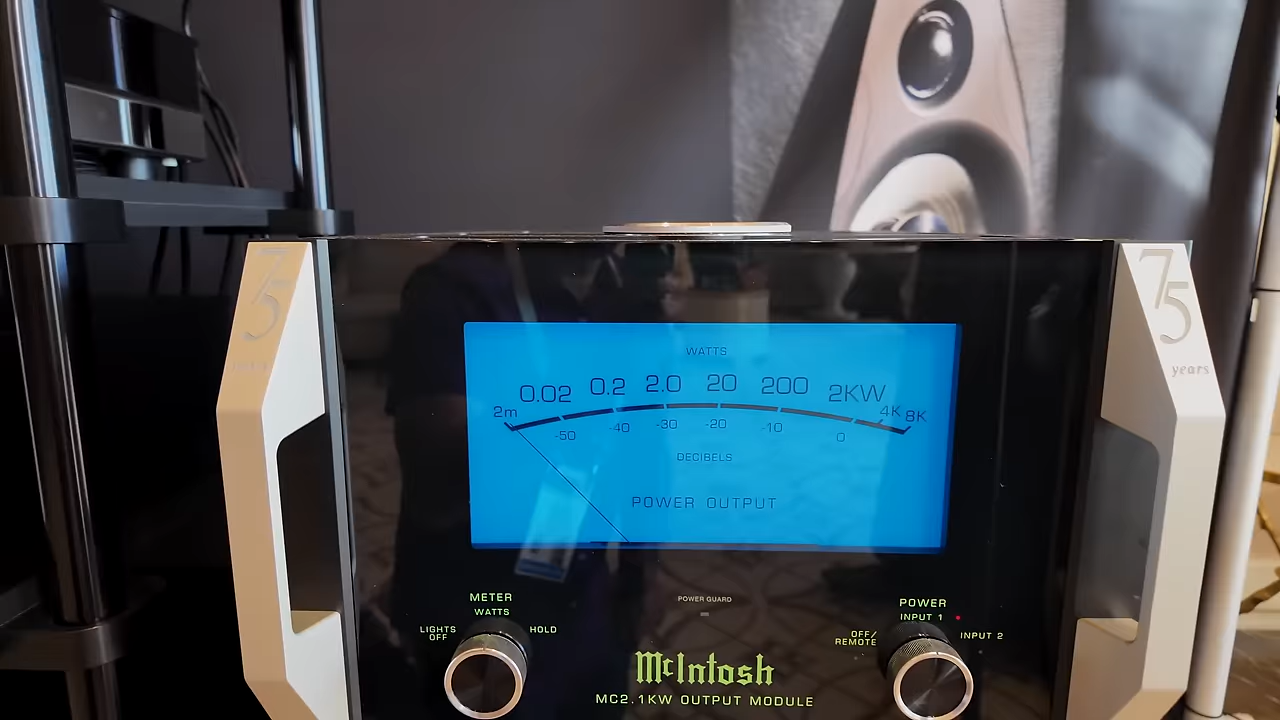 75
75
years
WATTS
0.02 0.2 2.0 20 200 2KW
2m 4K 8K
-50 -40 -30 -20 -10 0
DECIBELS
POWER OUTPUT
METER
WATTS
LIGHTS
OFF
HOLD
POWER GUARD
POWER
INPUT 1
OFF/
REMOTE
INPUT 2
McIntosh
MC2.1KW OUTPUT MODULE